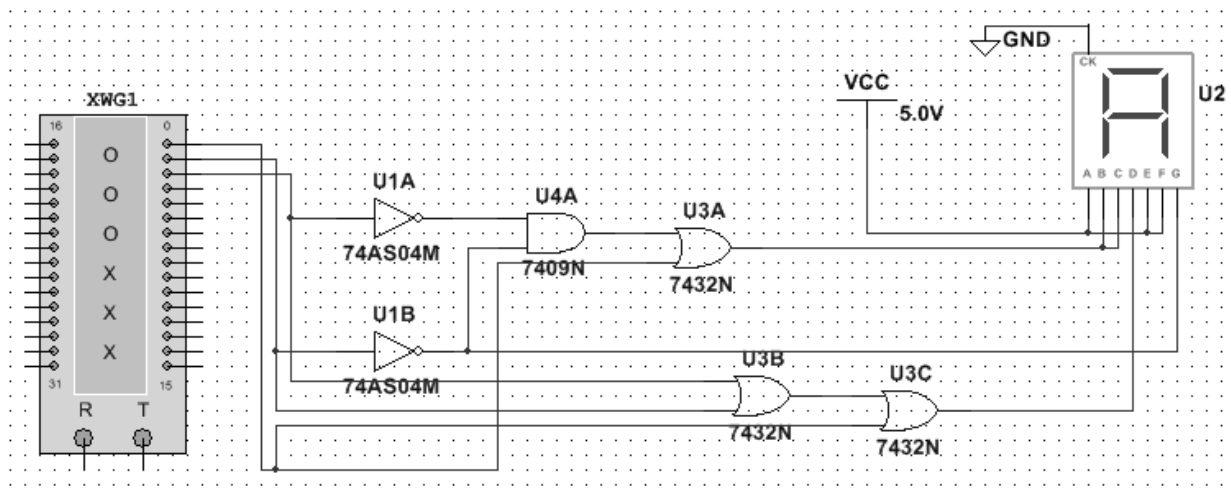 XWG1
16 0
O
O
O
X
X
X
31 15
R T
U1A
74AS04M
U1B
74AS04M
U4A
7409N
U3A
7432N
U3B
7432N
U3C
7432N
VCC
5.0V
GND
CK
U2
A B C D E F G